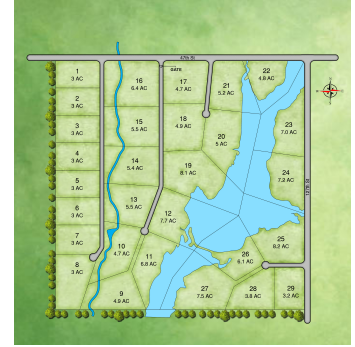 47th St
GATE
22
4.8 AC
1
3 AC
16
6.4 AC
17
4.7 AC
21
5.2 AC
2
3 AC
18
4.9 AC
23
7.0 AC
3
3 AC
15
5.5 AC
20
5 AC
4
3 AC
14
5.4 AC
19
8.1 AC
24
7.2 AC
5
3 AC
13
5.5 AC
6
3 AC
12
7.7 AC
7
3 AC
10
4.7 AC
25
8.2 AC
8
3 AC
11
6.8 AC
26
6.1 AC
9
4.9 AC
27
7.5 AC
28
3.8 AC
29
3.2 AC